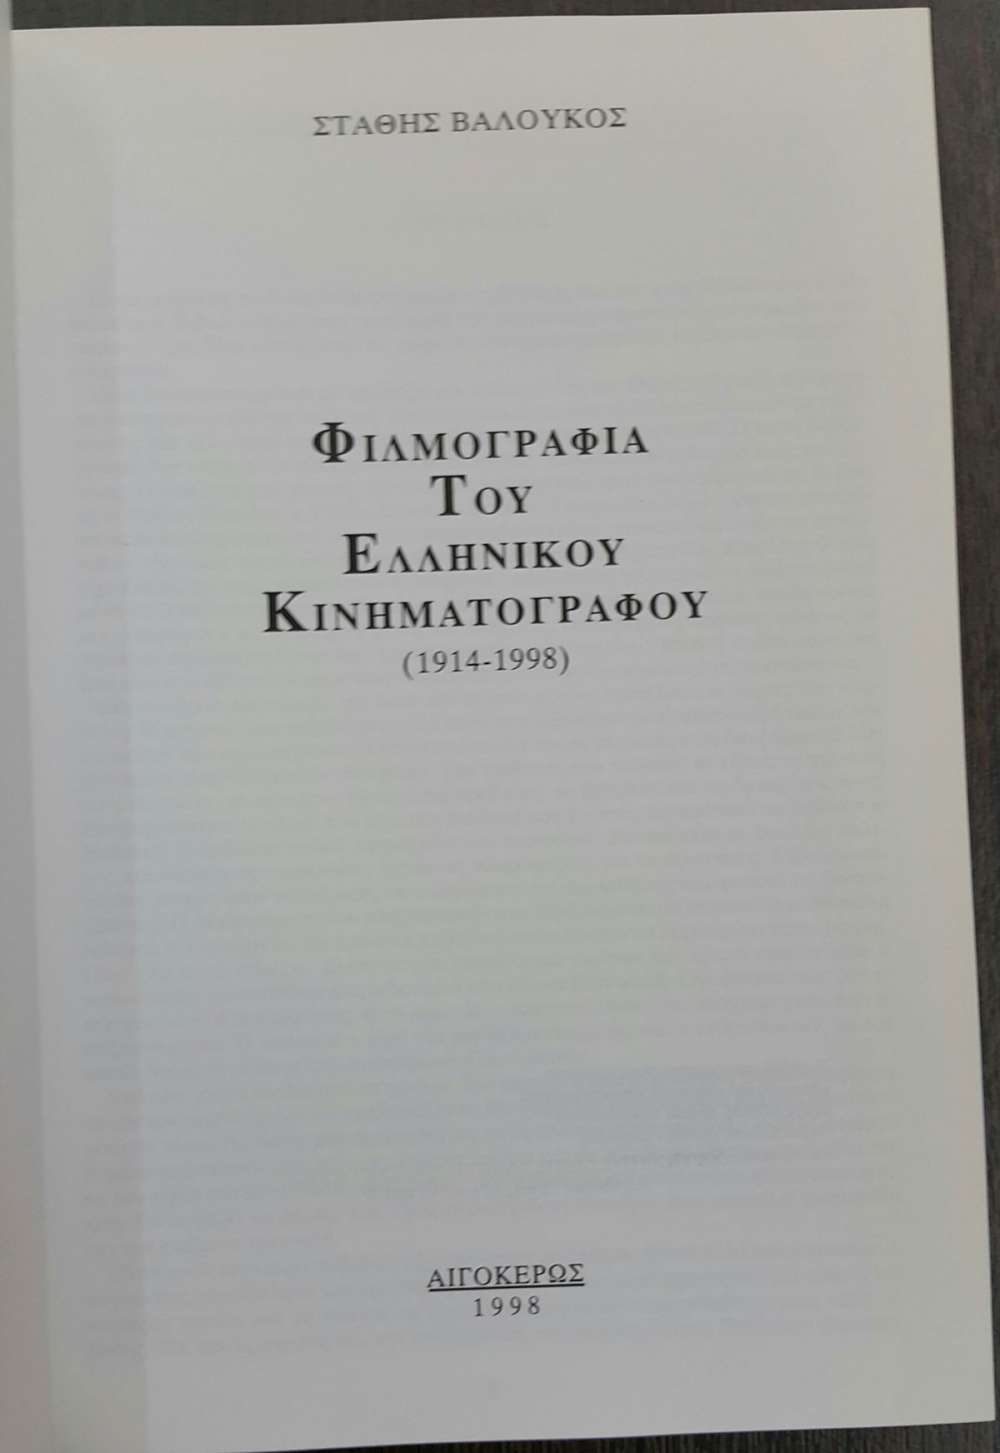 ΣΤΑΘΗΣ ΒΑΛΟΥΚΟΣ
ΦΙΛΜΟΓΡΑΦΙΑ
ΤΟΥ
ΕΛΛΗΝΙΚΟΥ
ΚΙΝΗΜΑΤΟΓΡΑΦΟΥ
(1914-1998)
ΑΙΓΟΚΕΡΩΣ
1998